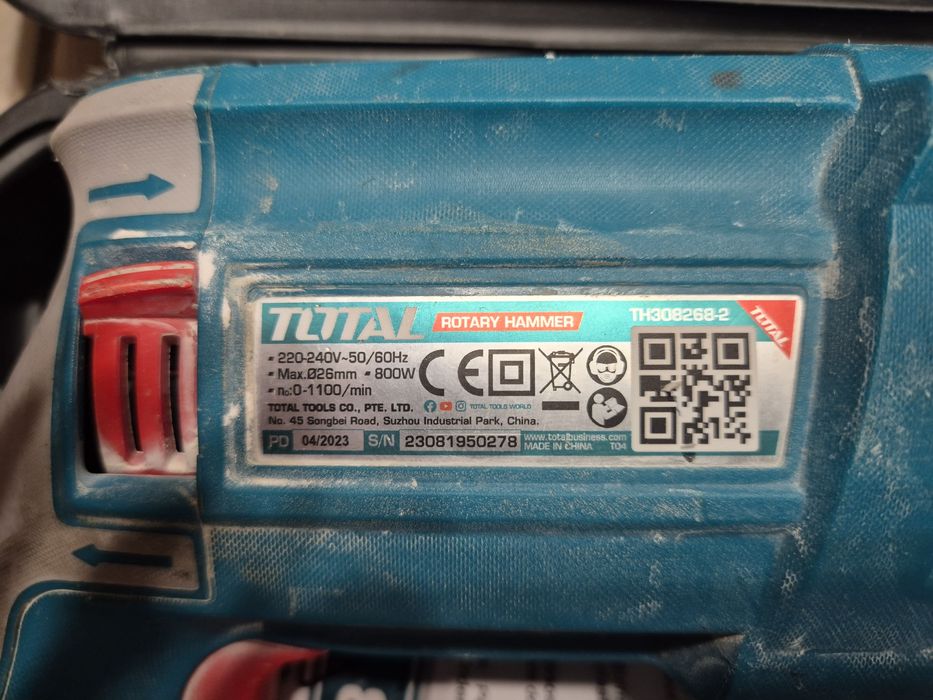 TOTAL ROTARY HAMMER TH308268-2 TOTAL
220-240V~50/60Hz
Max.Ø26mm 800W
n₀:0-1100/min
TOTAL TOOLS CO., PTE. LTD. TOTAL TOOLS WORLD
No. 45 Songbei Road, Suzhou Industrial Park, China.
PD 04/2023 S/N 23081950278 www.totalbusiness.com
MADE IN CHINA T04